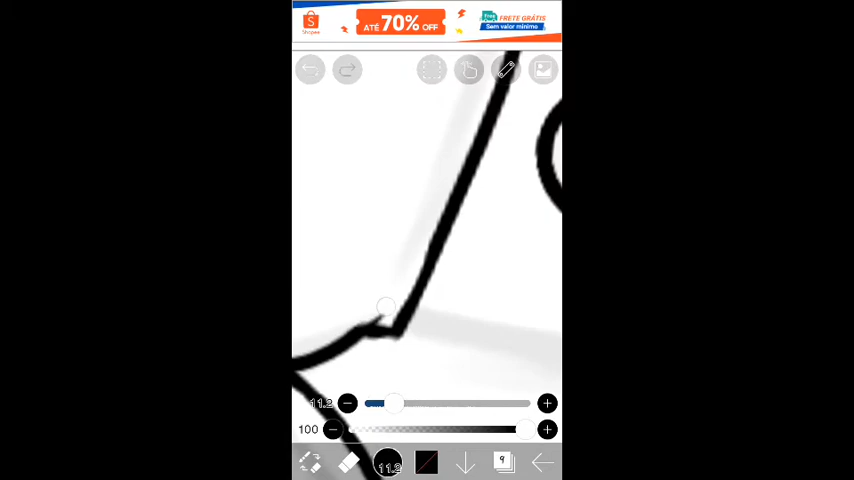 S
Shopee
ATÉ 70% OFF
FRETE GRÁTIS
Sem valor mínimo
11.2
100
11.2
9